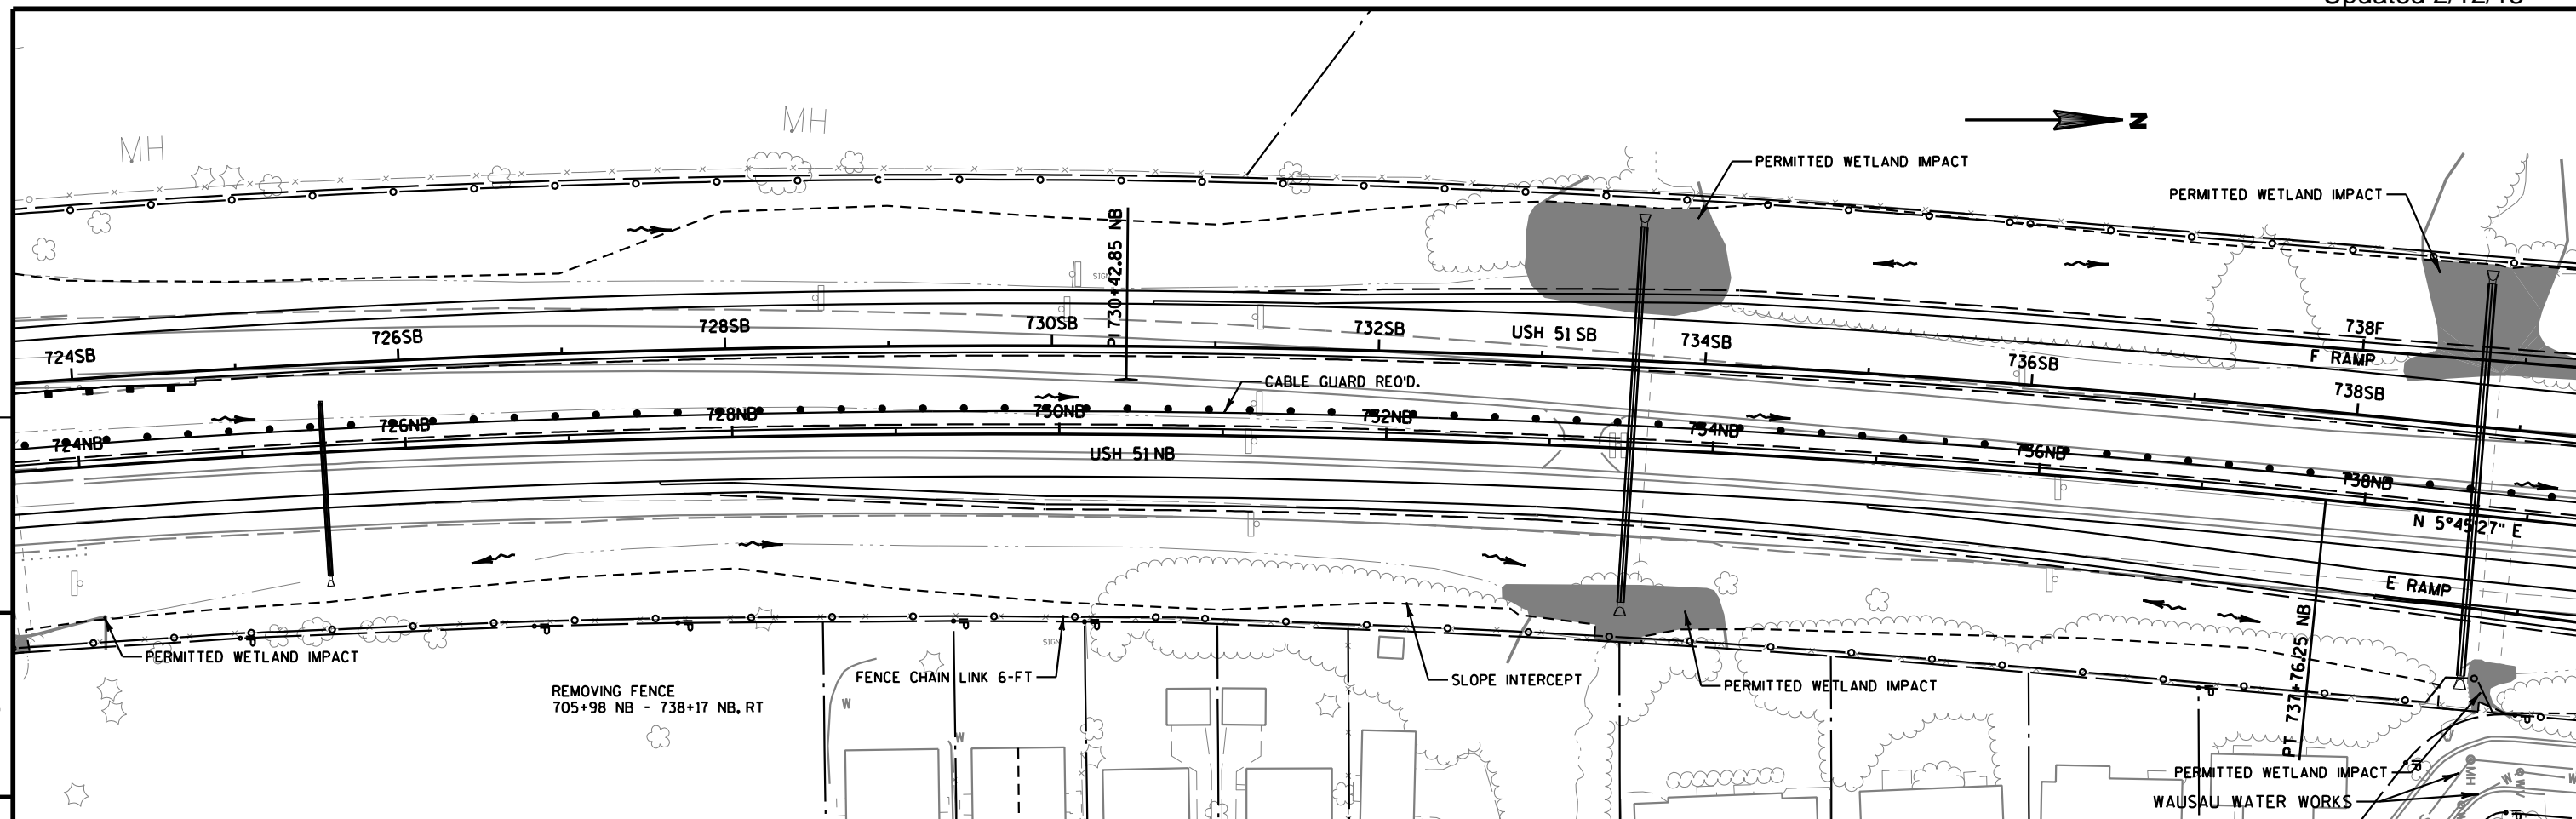 MH
MH
N
PERMITTED WETLAND IMPACT
PERMITTED WETLAND IMPACT
SIGN
PI 730+42.85 NB
724SB
726SB
728SB
730SB
732SB
USH 51 SB
734SB
736SB
738F
F RAMP
738SB
CABLE GUARD REQ'D.
724NB
726NB
728NB
730NB
732NB
734NB
736NB
738NB
USH 51 NB
N 5°45'27" E
E RAMP
PT 737+76.25 NB
PERMITTED WETLAND IMPACT
SIGN
FENCE CHAIN LINK 6-FT
SLOPE INTERCEPT
PERMITTED WETLAND IMPACT
REMOVING FENCE
705+98 NB - 738+17 NB, RT
W
W
PERMITTED WETLAND IMPACT
WAUSAU WATER WORKS
MH
W
WV
W